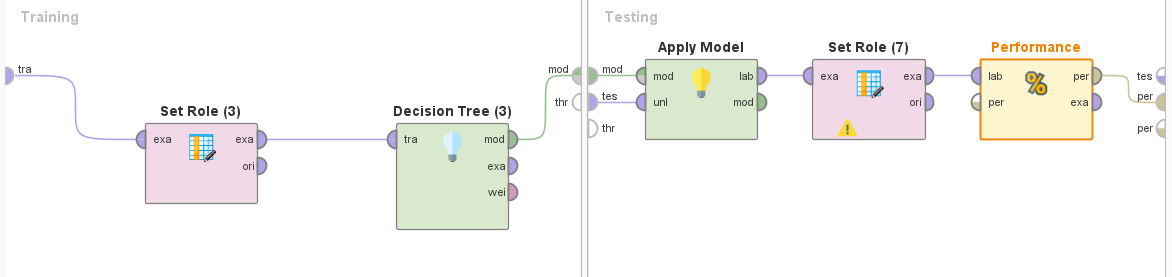 Training
tra
Set Role (3)
exa
exa
ori
Decision Tree (3)
tra
mod
exa
wei
mod
thr
Testing
mod
tes
thr
Apply Model
mod
lab
unl
mod
Set Role (7)
exa
exa
ori
Performance
lab
per
per
exa
%
tes
per
per